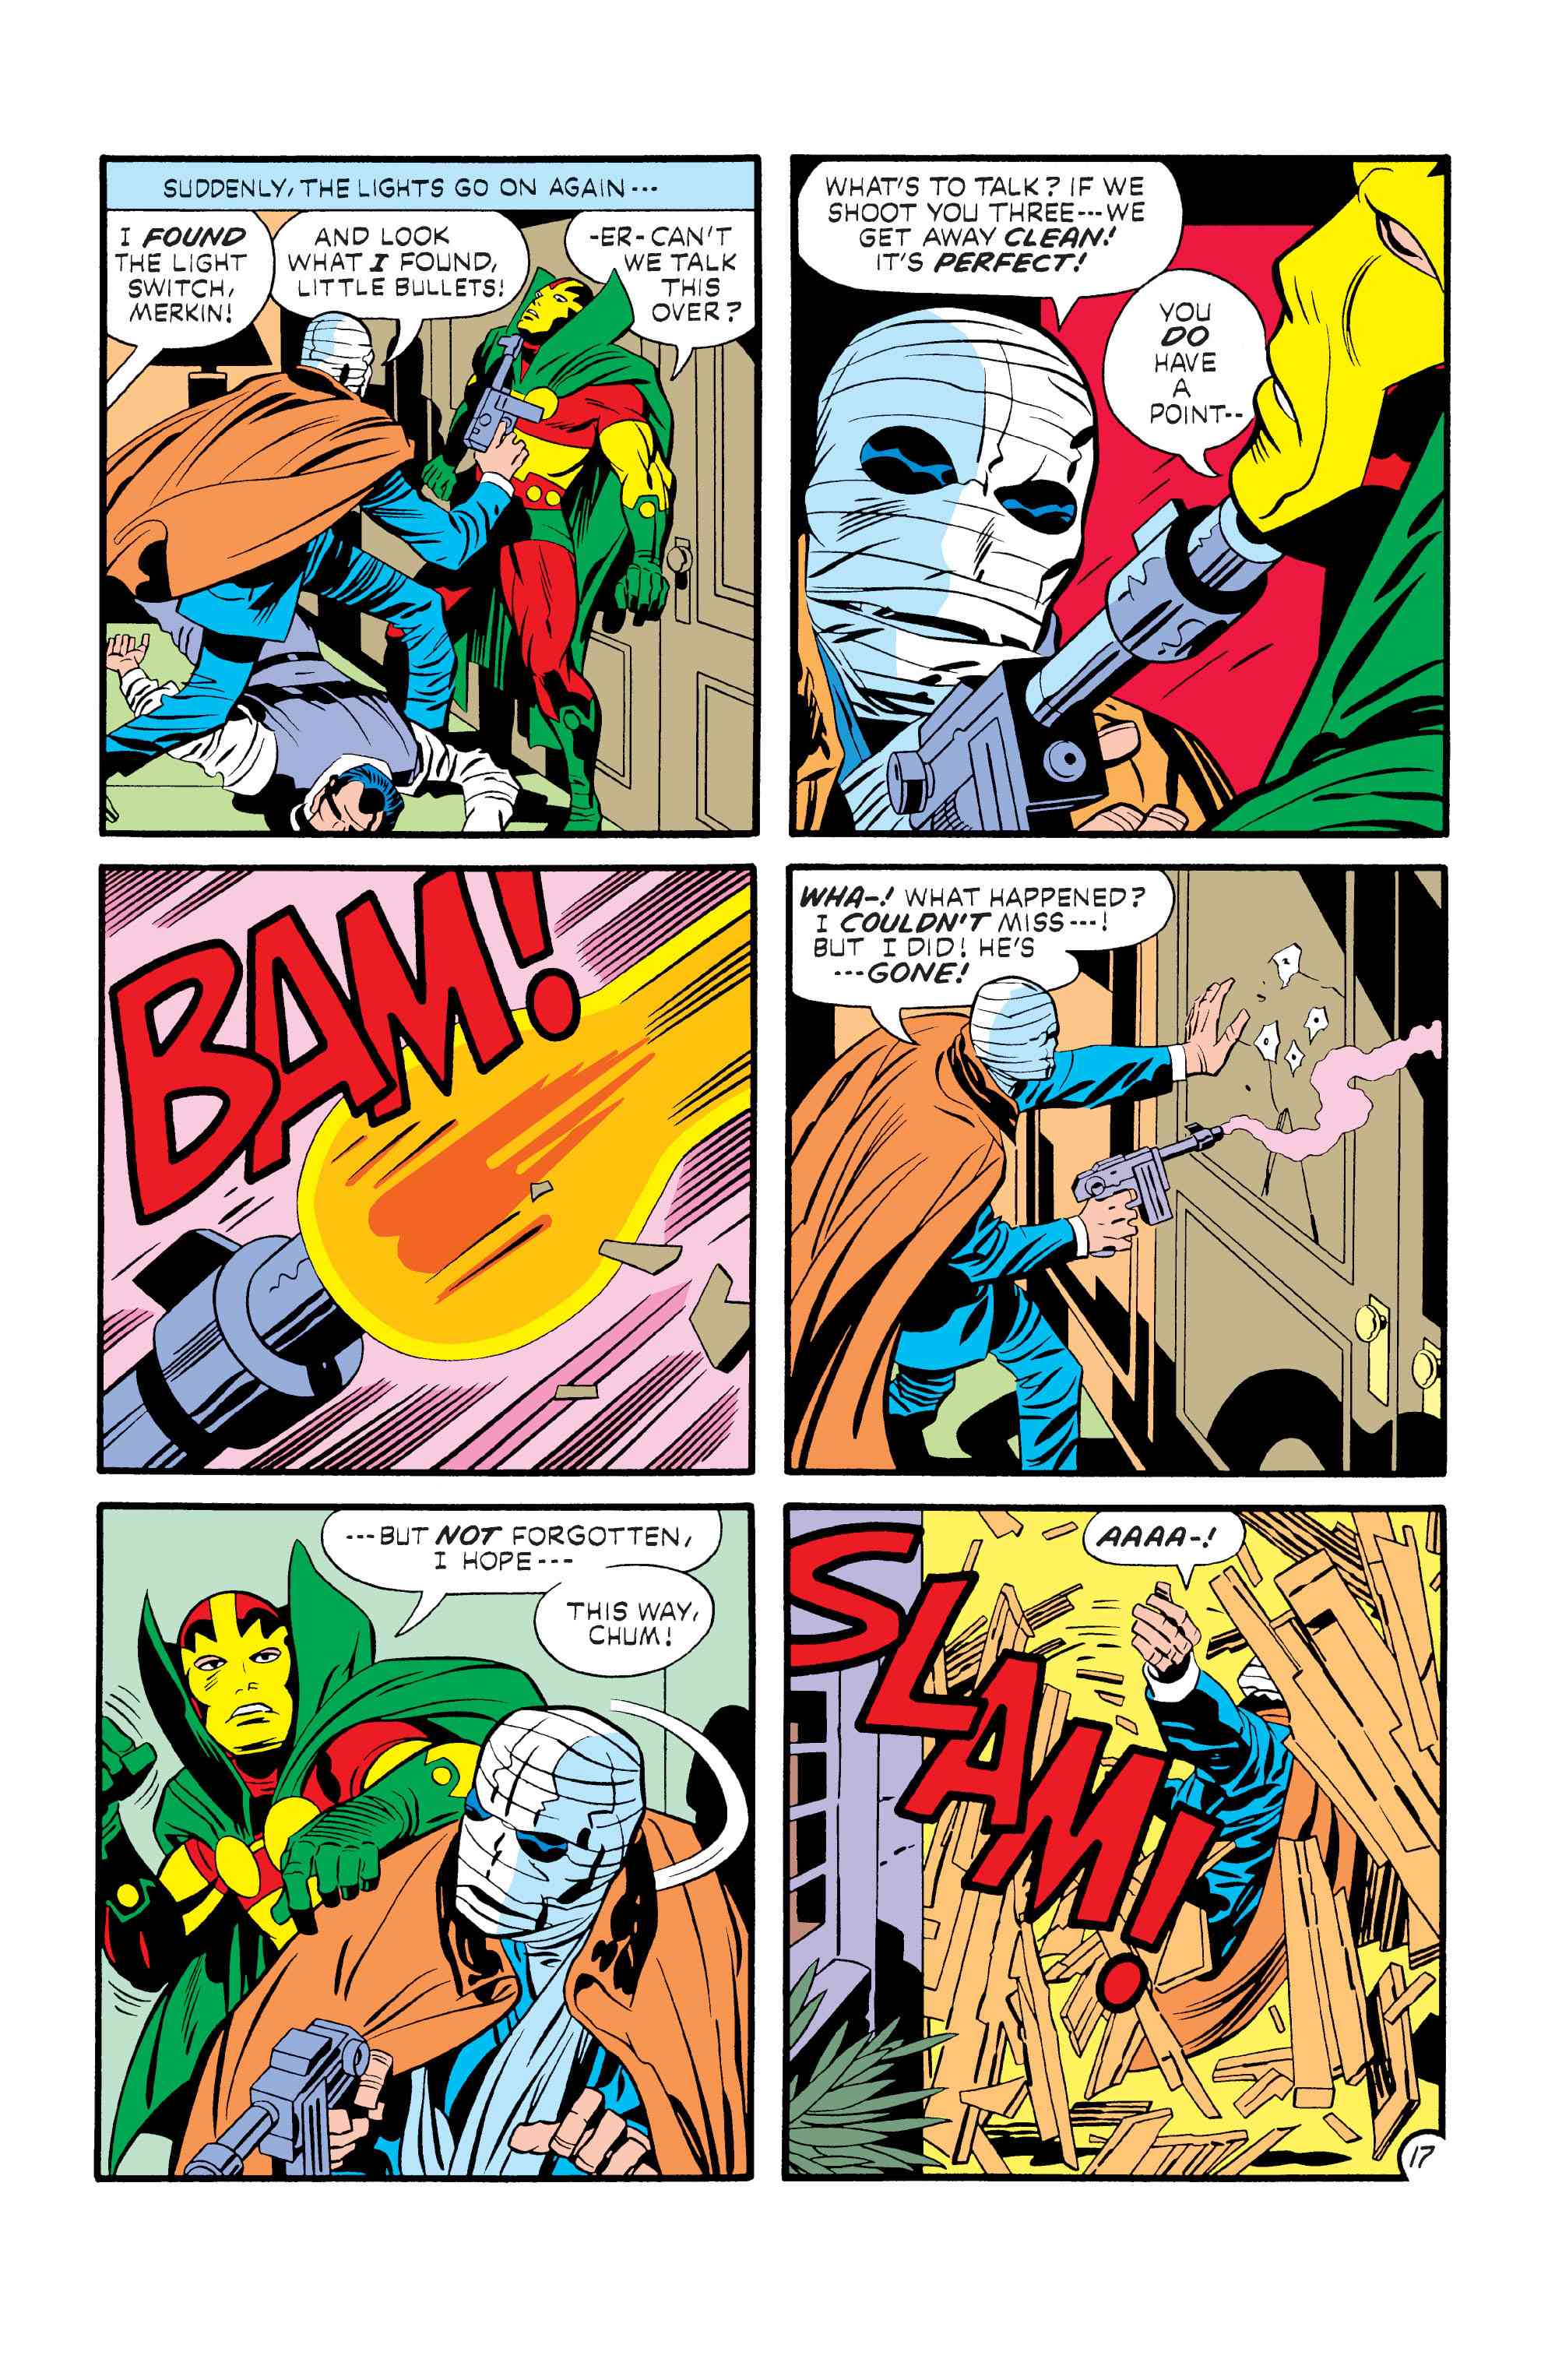 SUDDENLY, THE LIGHTS GO ON AGAIN---
I FOUND
THE LIGHT
SWITCH,
MERKIN!
AND LOOK
WHAT I FOUND,
LITTLE BULLETS!
-ER- CAN'T
WE TALK
THIS
OVER?
WHAT'S TO TALK? IF WE
SHOOT YOU THREE---WE
GET AWAY CLEAN!
IT'S PERFECT!
YOU
DO
HAVE
A
POINT--
BAM!
WHA-! WHAT HAPPENED?
I COULDN'T MISS---!
BUT I DID! HE'S
---GONE!
---BUT NOT FORGOTTEN,
I HOPE---
THIS WAY,
CHUM!
AAAA-!
SLAM!
17